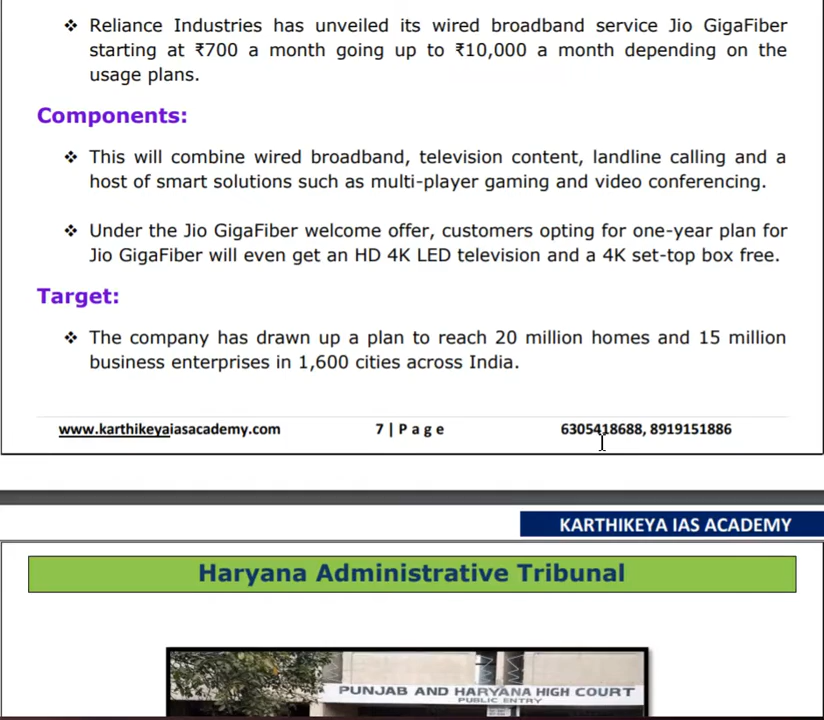 ❖ Reliance Industries has unveiled its wired broadband service Jio GigaFiber
starting at ₹700 a month going up to ₹10,000 a month depending on the
usage plans.
Components:
❖ This will combine wired broadband, television content, landline calling and a
host of smart solutions such as multi-player gaming and video conferencing.
❖ Under the Jio GigaFiber welcome offer, customers opting for one-year plan for
Jio GigaFiber will even get an HD 4K LED television and a 4K set-top box free.
Target:
❖ The company has drawn up a plan to reach 20 million homes and 15 million
business enterprises in 1,600 cities across India.
www.karthikeyaiasacademy.com 7 | P a g e 6305418688, 8919151886
KARTHIKEYA IAS ACADEMY
Haryana Administrative Tribunal
PUNJAB AND HARYANA HIGH COURT
PUBLIC ENTRY